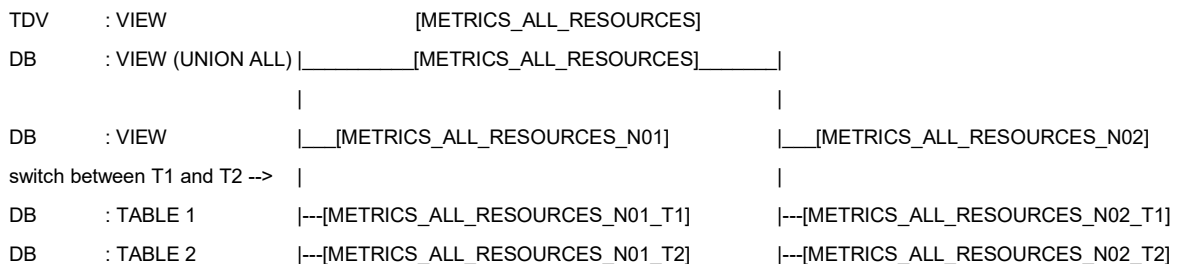 TDV : VIEW [METRICS_ALL_RESOURCES]
DB : VIEW (UNION ALL) |__________[METRICS_ALL_RESOURCES]_______|
| |
DB : VIEW |___[METRICS_ALL_RESOURCES_N01] |___[METRICS_ALL_RESOURCES_N02]
switch between T1 and T2 --> | |
DB : TABLE 1 |---[METRICS_ALL_RESOURCES_N01_T1] |---[METRICS_ALL_RESOURCES_N02_T1]
DB : TABLE 2 |---[METRICS_ALL_RESOURCES_N01_T2] |---[METRICS_ALL_RESOURCES_N02_T2]